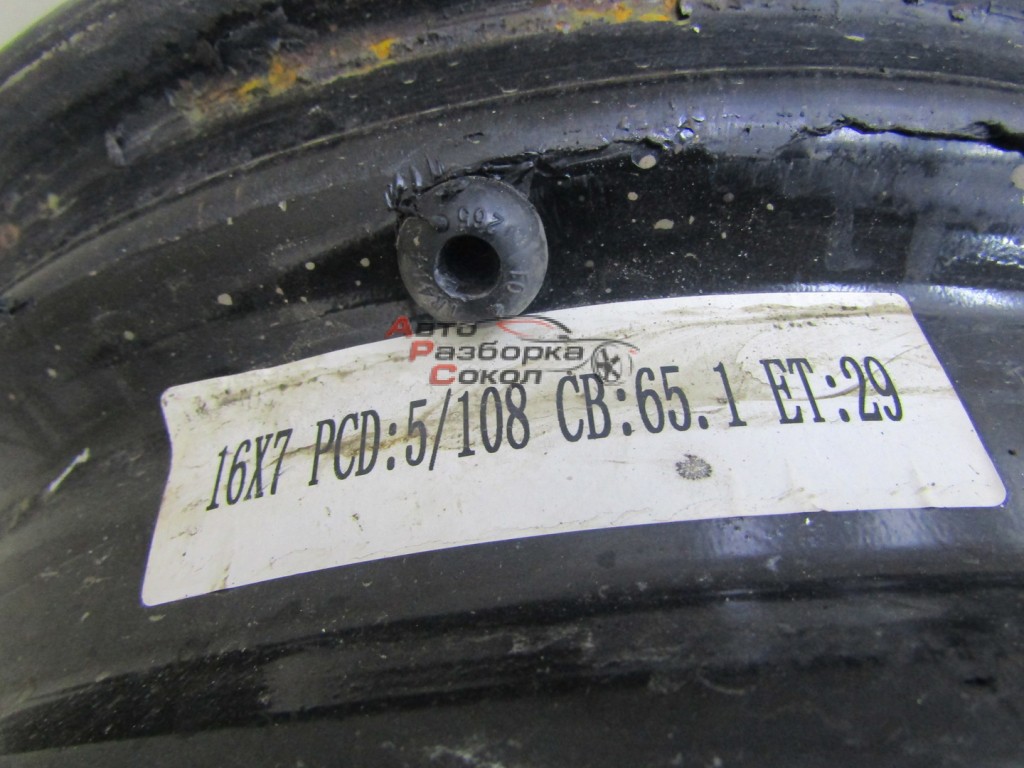 Авто
Разборка
Сокол
16X7 PCD:5/108 CB:65.1 ET:29